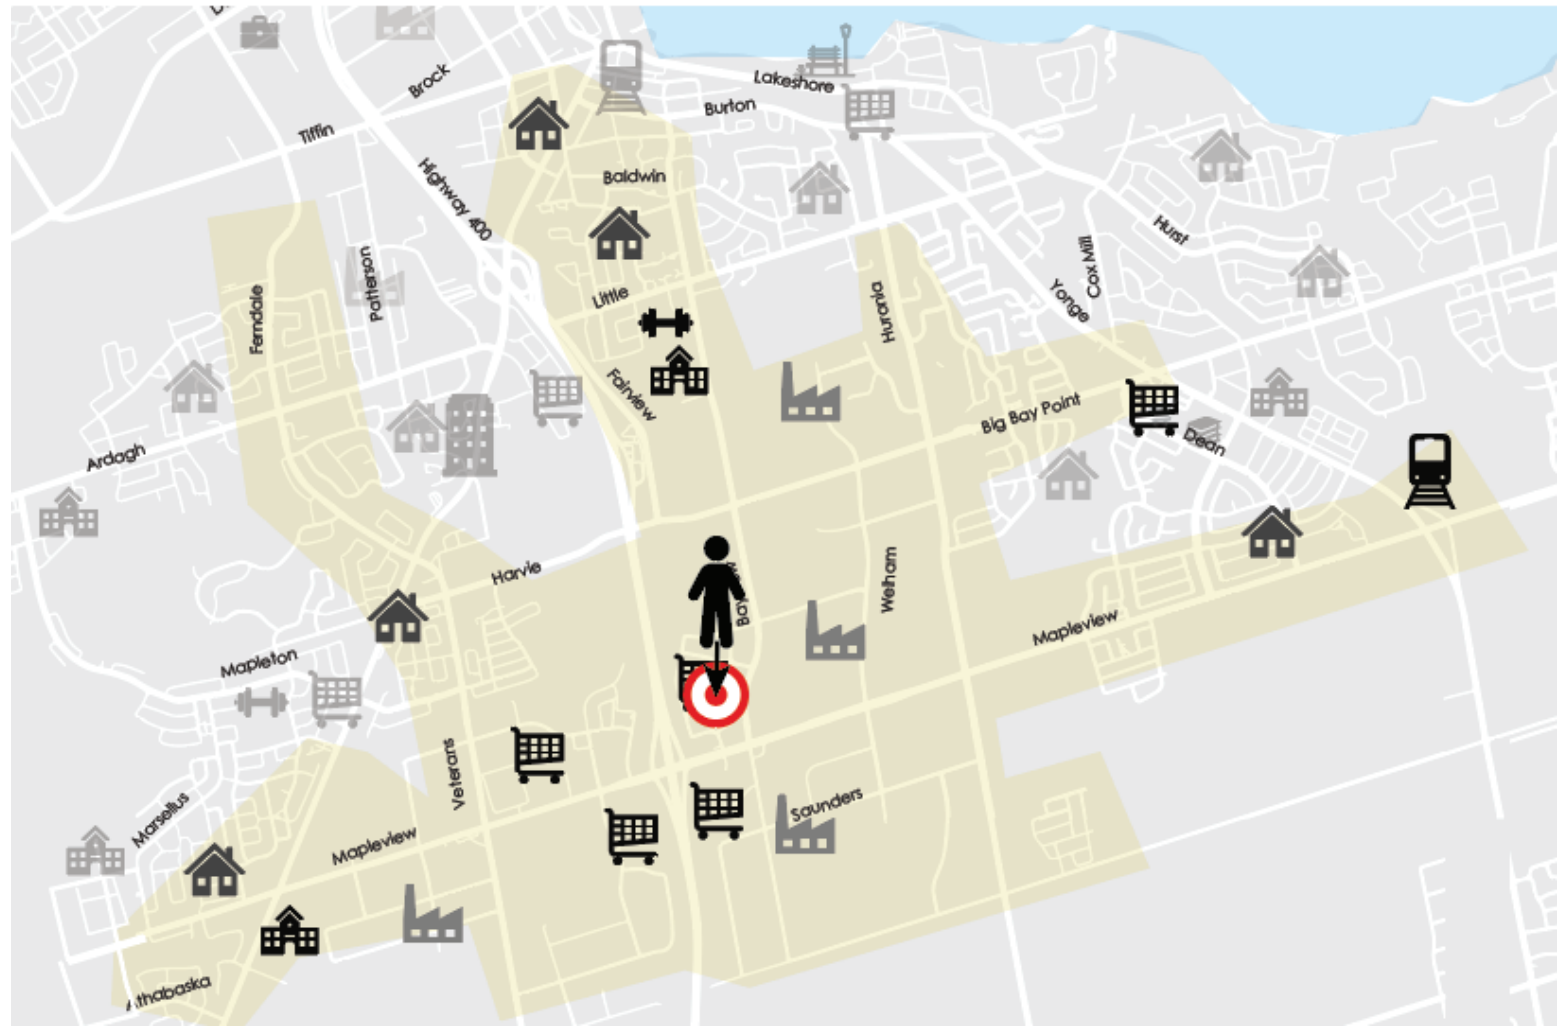 Brock
Tiffin
Lakeshore
Burton
Highway 400
Baldwin
Hurst
Cox Mill
Patterson
Ferndale
Little
Huronia
Yonge
Fairview
Big Bay Point
Dean
Ardagh
Harvie
Welham
Bay
Mapleview
Mapleton
Veterans
Saunders
Marsellus
Mapleview
Athabaska